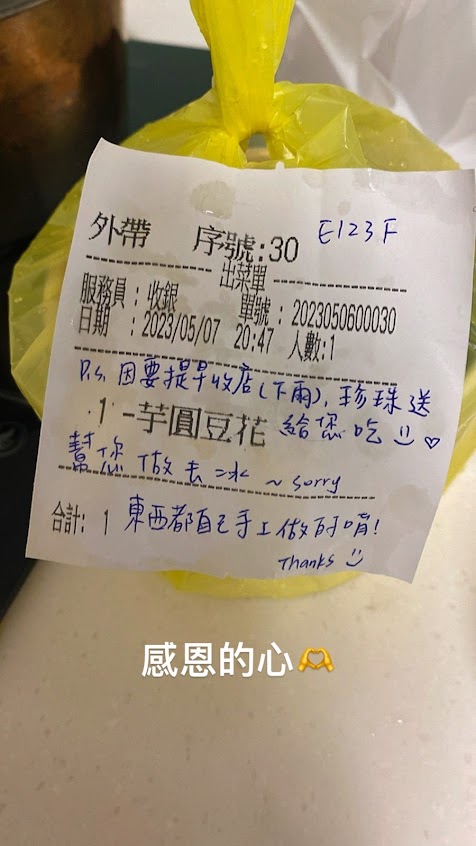 外帶 序號:30 E123F
出菜單
服務員 : 收銀 單號 : 2023050600030
日期 : 2023/05/07 20:47 人數:1
P.s. 因要提早收店(下雨), 珍珠送
1 -芋圓豆花 給您吃 ☺ ♡
幫你做去冰 ~ sorry
合計: 1 東西都自己手工做的唷!
Thanks ☺
感恩的心🫶